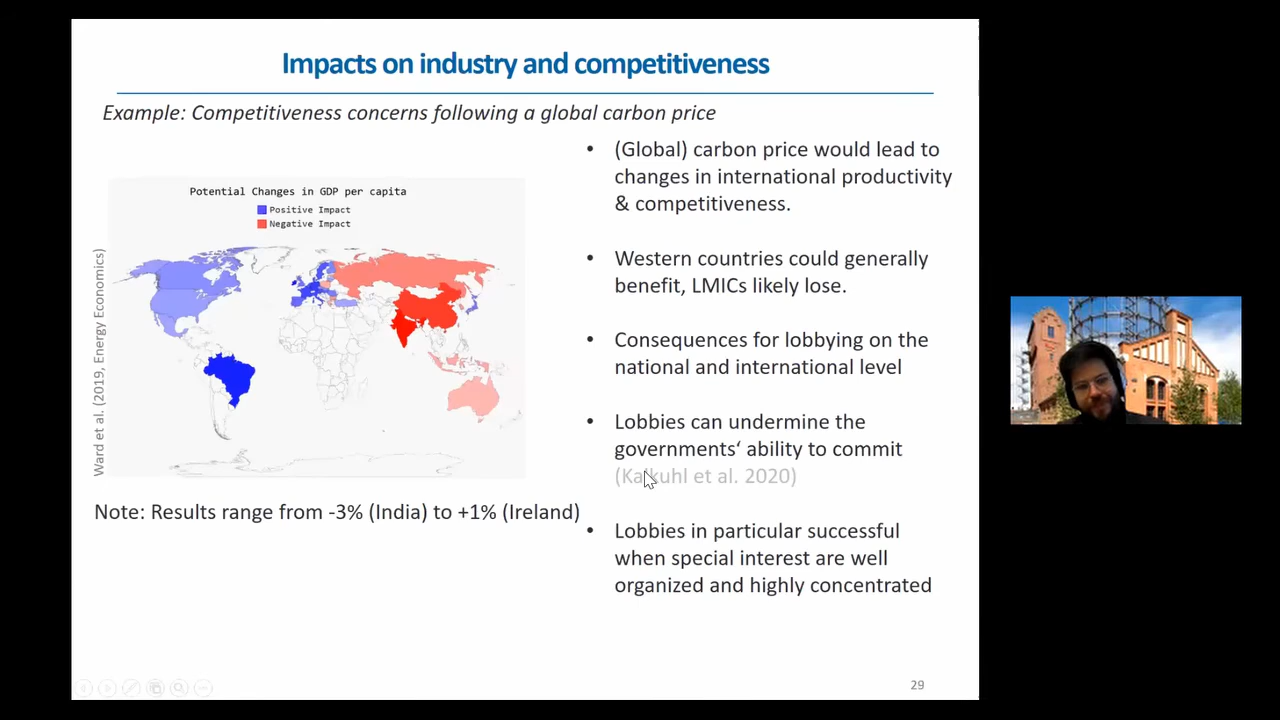 Impacts on industry and competitiveness
Example: Competitiveness concerns following a global carbon price
Potential Changes in GDP per capita
Positive Impact
Negative Impact
Ward et al. (2019, Energy Economics)
Note: Results range from -3% (India) to +1% (Ireland)
• (Global) carbon price would lead to
changes in international productivity
& competitiveness.
• Western countries could generally
benefit, LMICs likely lose.
• Consequences for lobbying on the
national and international level
• Lobbies can undermine the
governments‘ ability to commit
(Kalkuhl et al. 2020)
• Lobbies in particular successful
when special interest are well
organized and highly concentrated
29